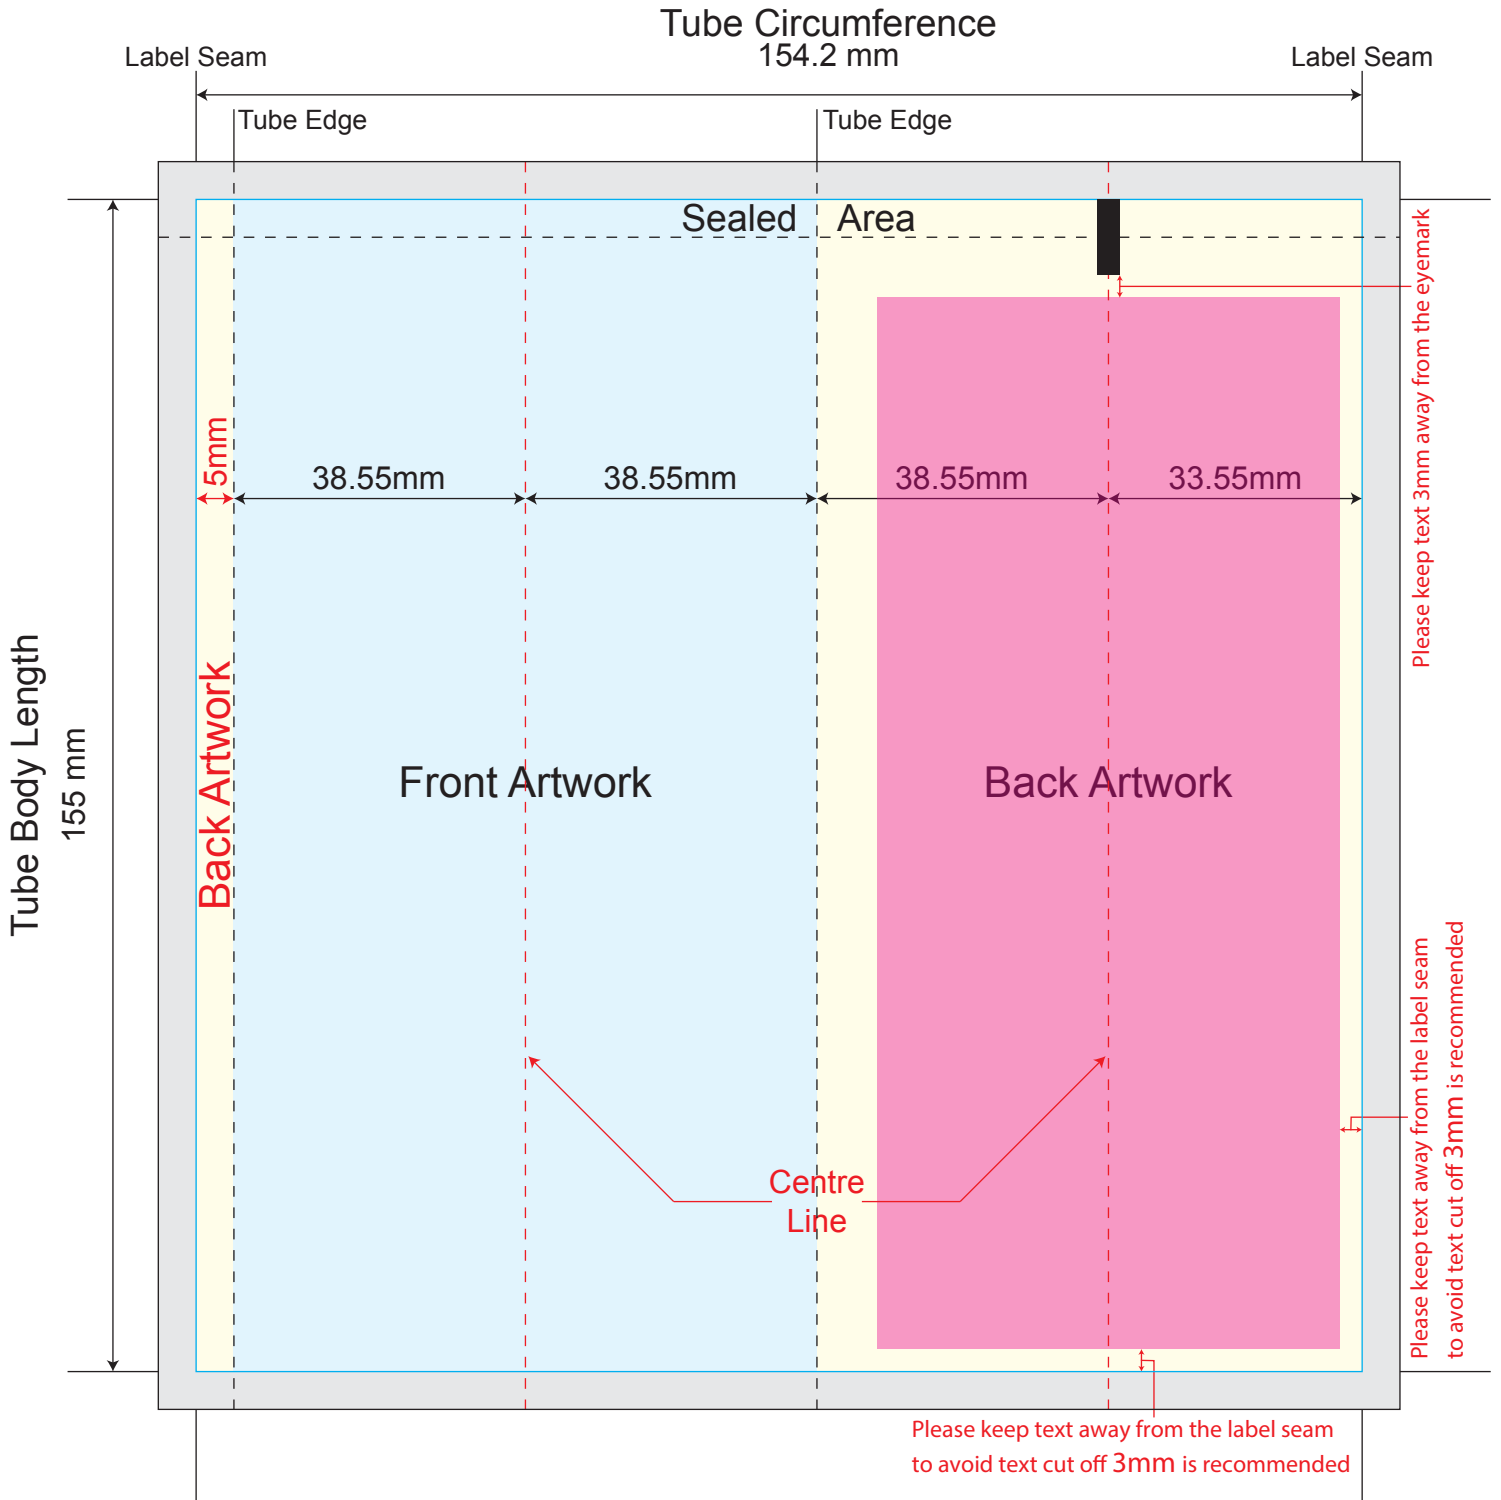 Tube Circumference
154.2 mm
Label Seam
Label Seam
Tube Edge
Tube Edge
Sealed Area
Please keep text 3mm away from the eyemark
5mm
38.55mm
38.55mm
38.55mm
33.55mm
Tube Body Length
155 mm
Back Artwork
Front Artwork
Back Artwork
Centre
Line
Please keep text away from the label seam
to avoid text cut off 3mm is recommended
Please keep text away from the label seam
to avoid text cut off 3mm is recommended